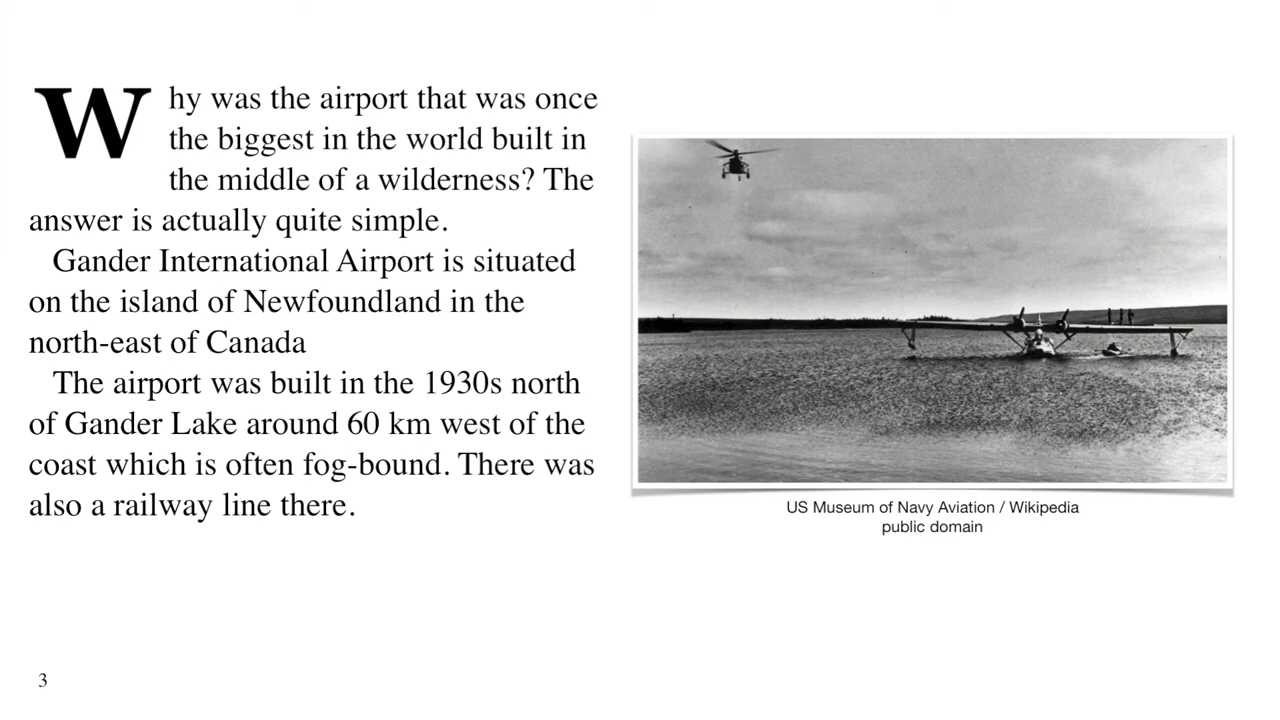 Why was the airport that was once
the biggest in the world built in
the middle of a wilderness? The
answer is actually quite simple.
Gander International Airport is situated
on the island of Newfoundland in the
north-east of Canada
The airport was built in the 1930s north
of Gander Lake around 60 km west of the
coast which is often fog-bound. There was
also a railway line there.
US Museum of Navy Aviation / Wikipedia
public domain
3